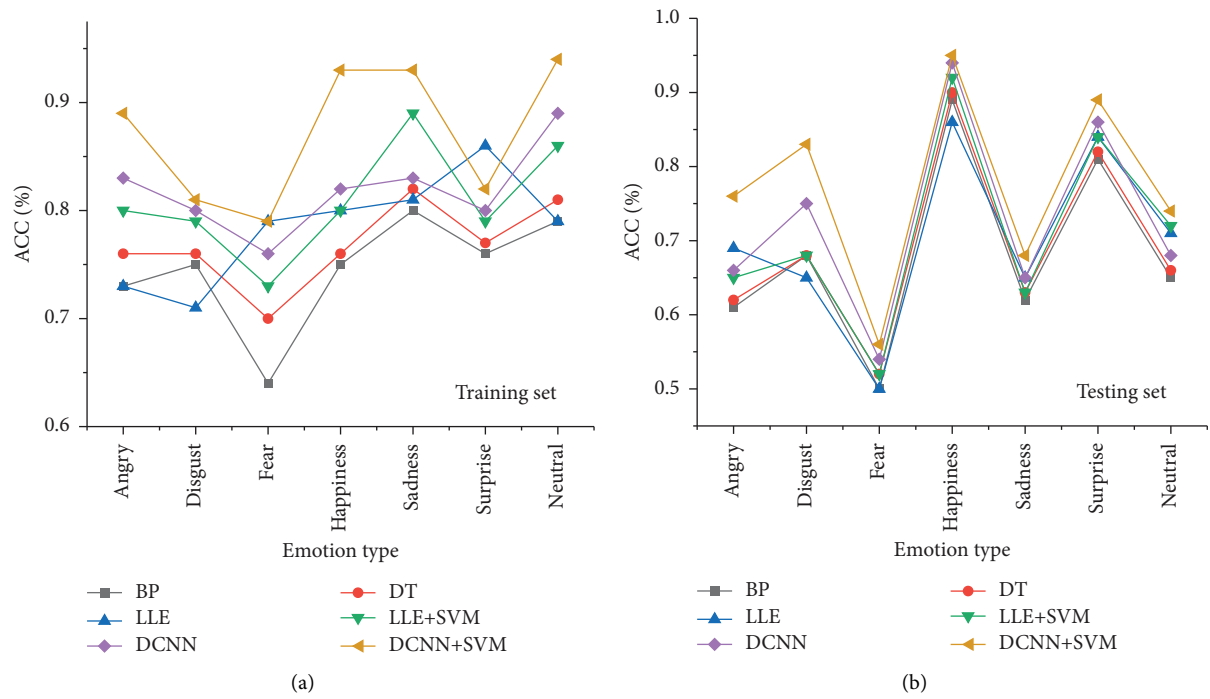 ACC (%)
0.9
0.8
0.7
0.6
Training set
Angry
Disgust
Fear
Happiness
Sadness
Surprise
Neutral
Emotion type
BP
LLE
DCNN
DT
LLE+SVM
DCNN+SVM
(a)
ACC (%)
1.0
0.9
0.8
0.7
0.6
0.5
Testing set
Angry
Disgust
Fear
Happiness
Sadness
Surprise
Neutral
Emotion type
BP
LLE
DCNN
DT
LLE+SVM
DCNN+SVM
(b)